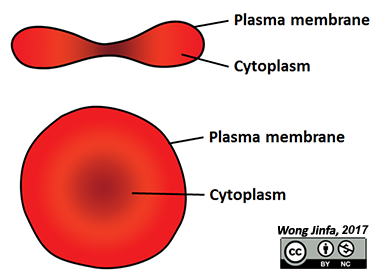 Plasma membrane
Cytoplasm
Plasma membrane
Cytoplasm
Wong Jinfa, 2017
cc
BY NC